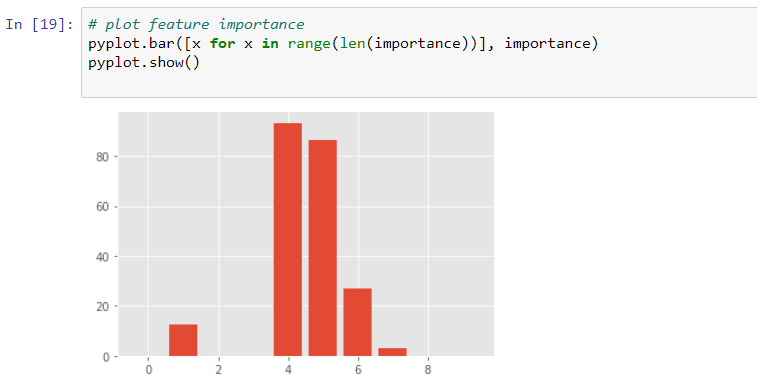 In [19]: # plot feature importance
pyplot.bar([x for x in range(len(importance))], importance)
pyplot.show()
80
60
40
20
0
0 2 4 6 8